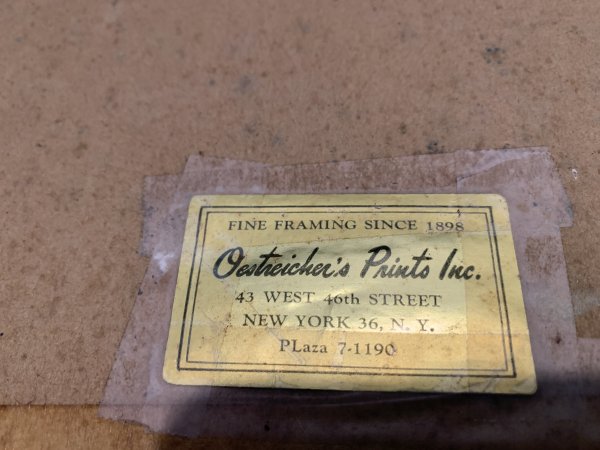 FINE FRAMING SINCE 1898
Oestreicher's Prints Inc.
43 WEST 46th STREET
NEW YORK 36, N. Y.
PLaza 7-1190